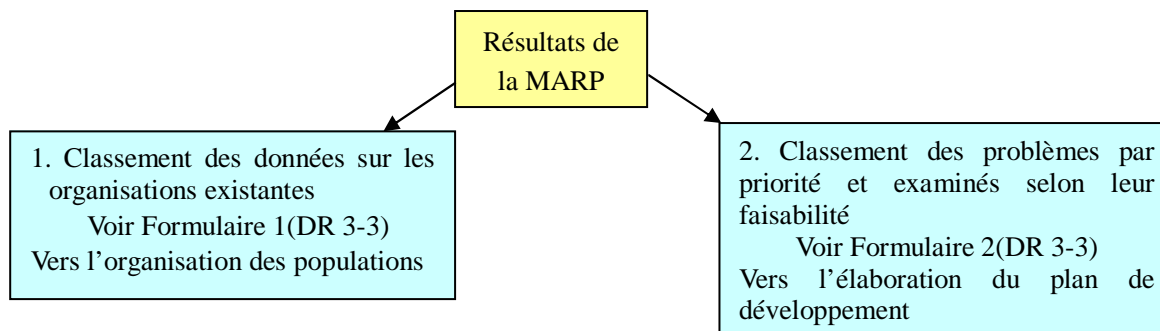 Résultats de
la MARP
1. Classement des données sur les
organisations existantes
Voir Formulaire 1(DR 3-3)
Vers l’organisation des populations
2. Classement des problèmes par
priorité et examinés selon leur
faisabilité
Voir Formulaire 2(DR 3-3)
Vers l’élaboration du plan de
développement